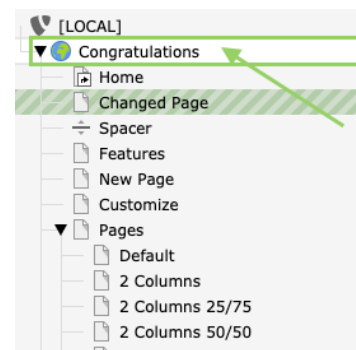 [LOCAL]
Congratulations
Home
Changed Page
Spacer
Features
New Page
Customize
Pages
Default
2 Columns
2 Columns 25/75
2 Columns 50/50